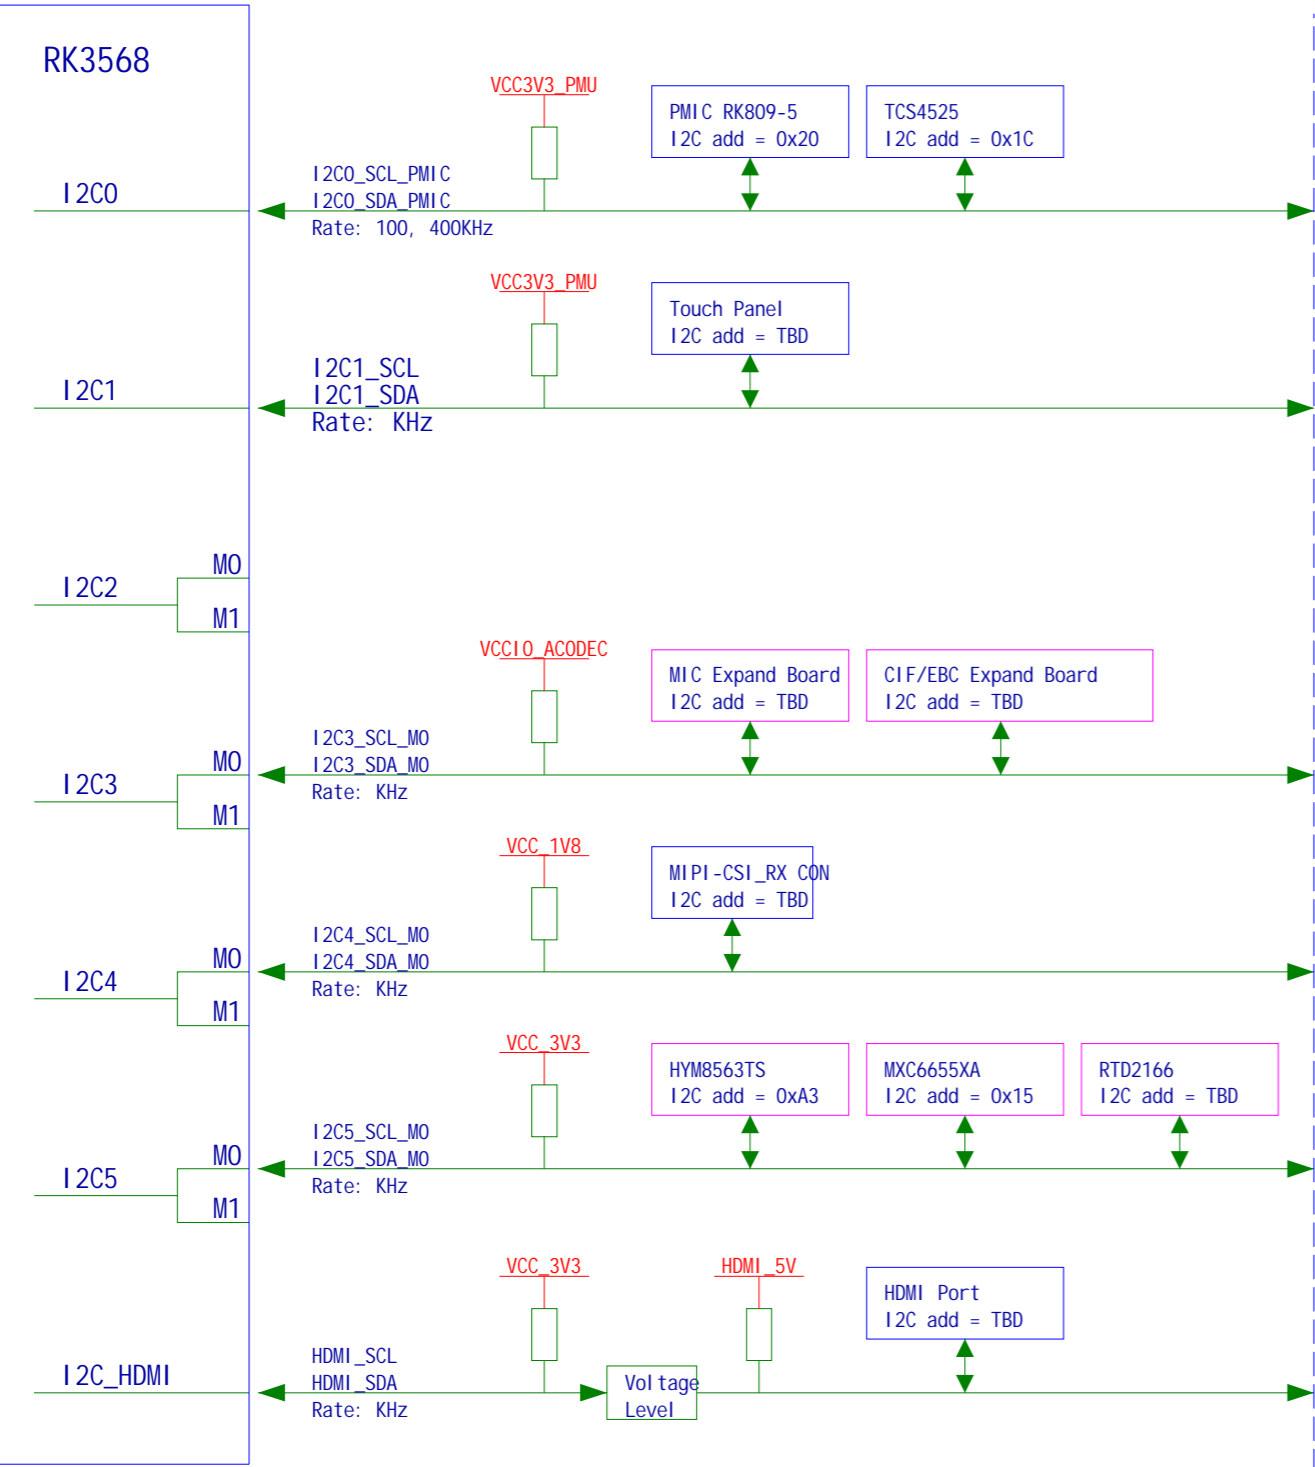 RK3568
VCC3V3_PMU
PMIC RK809-5
I2C add = 0x20
TCS4525
I2C add = 0x1C
I2C0
I2C0_SCL_PMIC
I2C0_SDA_PMIC
Rate: 100, 400KHz
VCC3V3_PMU
Touch Panel
I2C add = TBD
I2C1
I2C1_SCL
I2C1_SDA
Rate: KHz
I2C2
M0
M1
VCCIO_ACODEC
MIC Expand Board
I2C add = TBD
CIF/EBC Expand Board
I2C add = TBD
I2C3
M0
M1
I2C3_SCL_M0
I2C3_SDA_M0
Rate: KHz
VCC_1V8
MIPI-CSI_RX CON
I2C add = TBD
I2C4
M0
M1
I2C4_SCL_M0
I2C4_SDA_M0
Rate: KHz
VCC_3V3
HYM8563TS
I2C add = 0xA3
MXC6655XA
I2C add = 0x15
RTD2166
I2C add = TBD
I2C5
M0
M1
I2C5_SCL_M0
I2C5_SDA_M0
Rate: KHz
VCC_3V3
HDMI_5V
HDMI Port
I2C add = TBD
I2C_HDMI
HDMI_SCL
HDMI_SDA
Rate: KHz
Voltage
Level